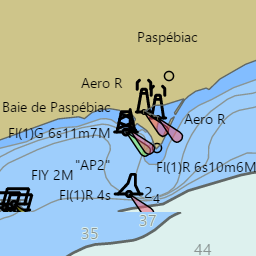 Paspébiac
Aero R
Baie de Paspébiac
Aero R
Fl(1)G 6s11m7M
"AP2"
Fl(1)R 6s10m6M
FlY 2M
Fl(1)R 4s
2 4
37
35
44